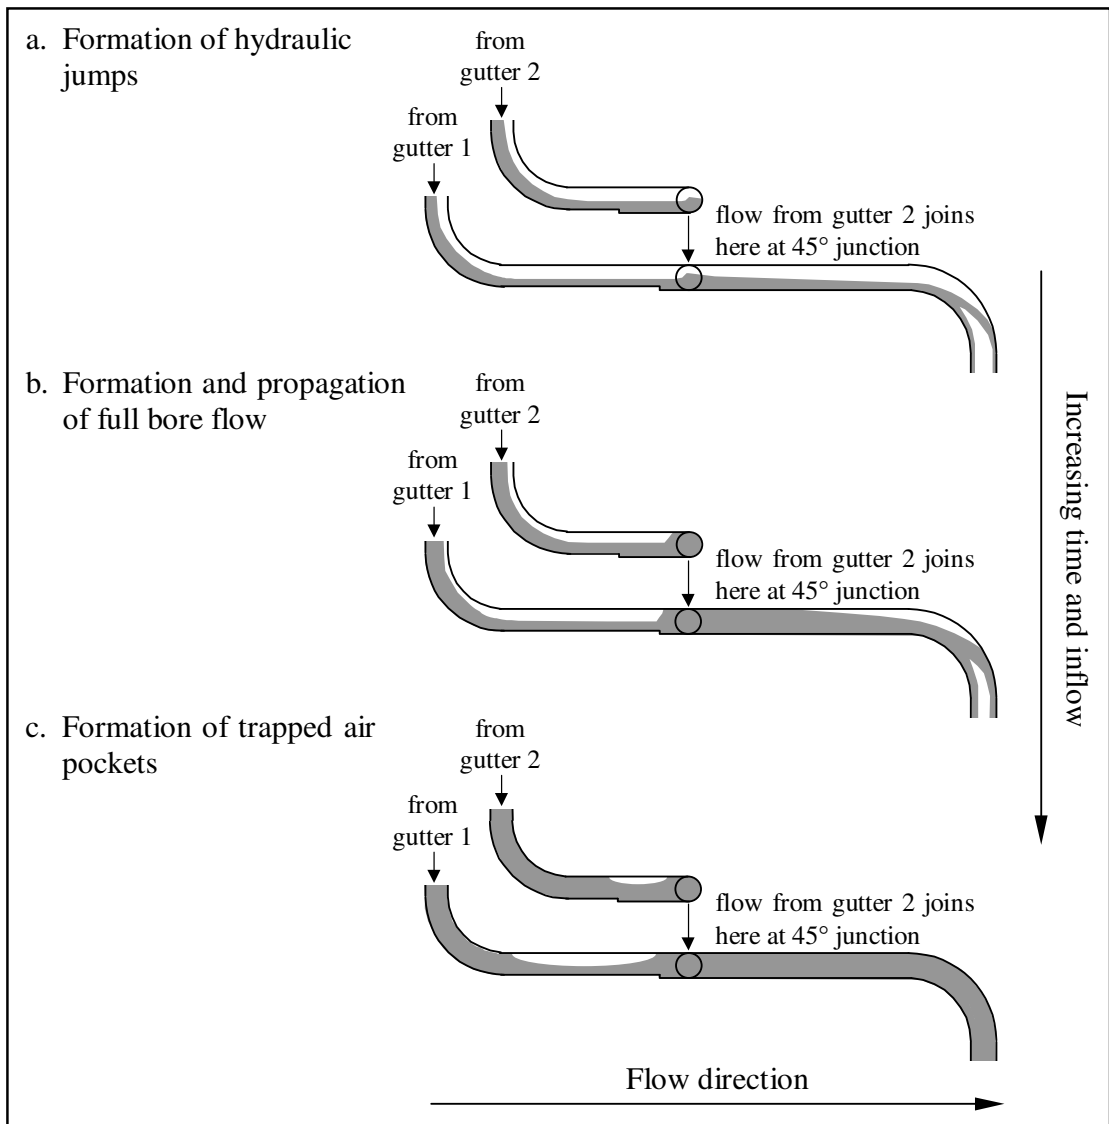 a. Formation of hydraulic
jumps
from
gutter 2
from
gutter 1
flow from gutter 2 joins
here at 45° junction
b. Formation and propagation
of full bore flow
from
gutter 2
from
gutter 1
flow from gutter 2 joins
here at 45° junction
c. Formation of trapped air
pockets
from
gutter 2
from
gutter 1
flow from gutter 2 joins
here at 45° junction
Increasing time and inflow
Flow direction